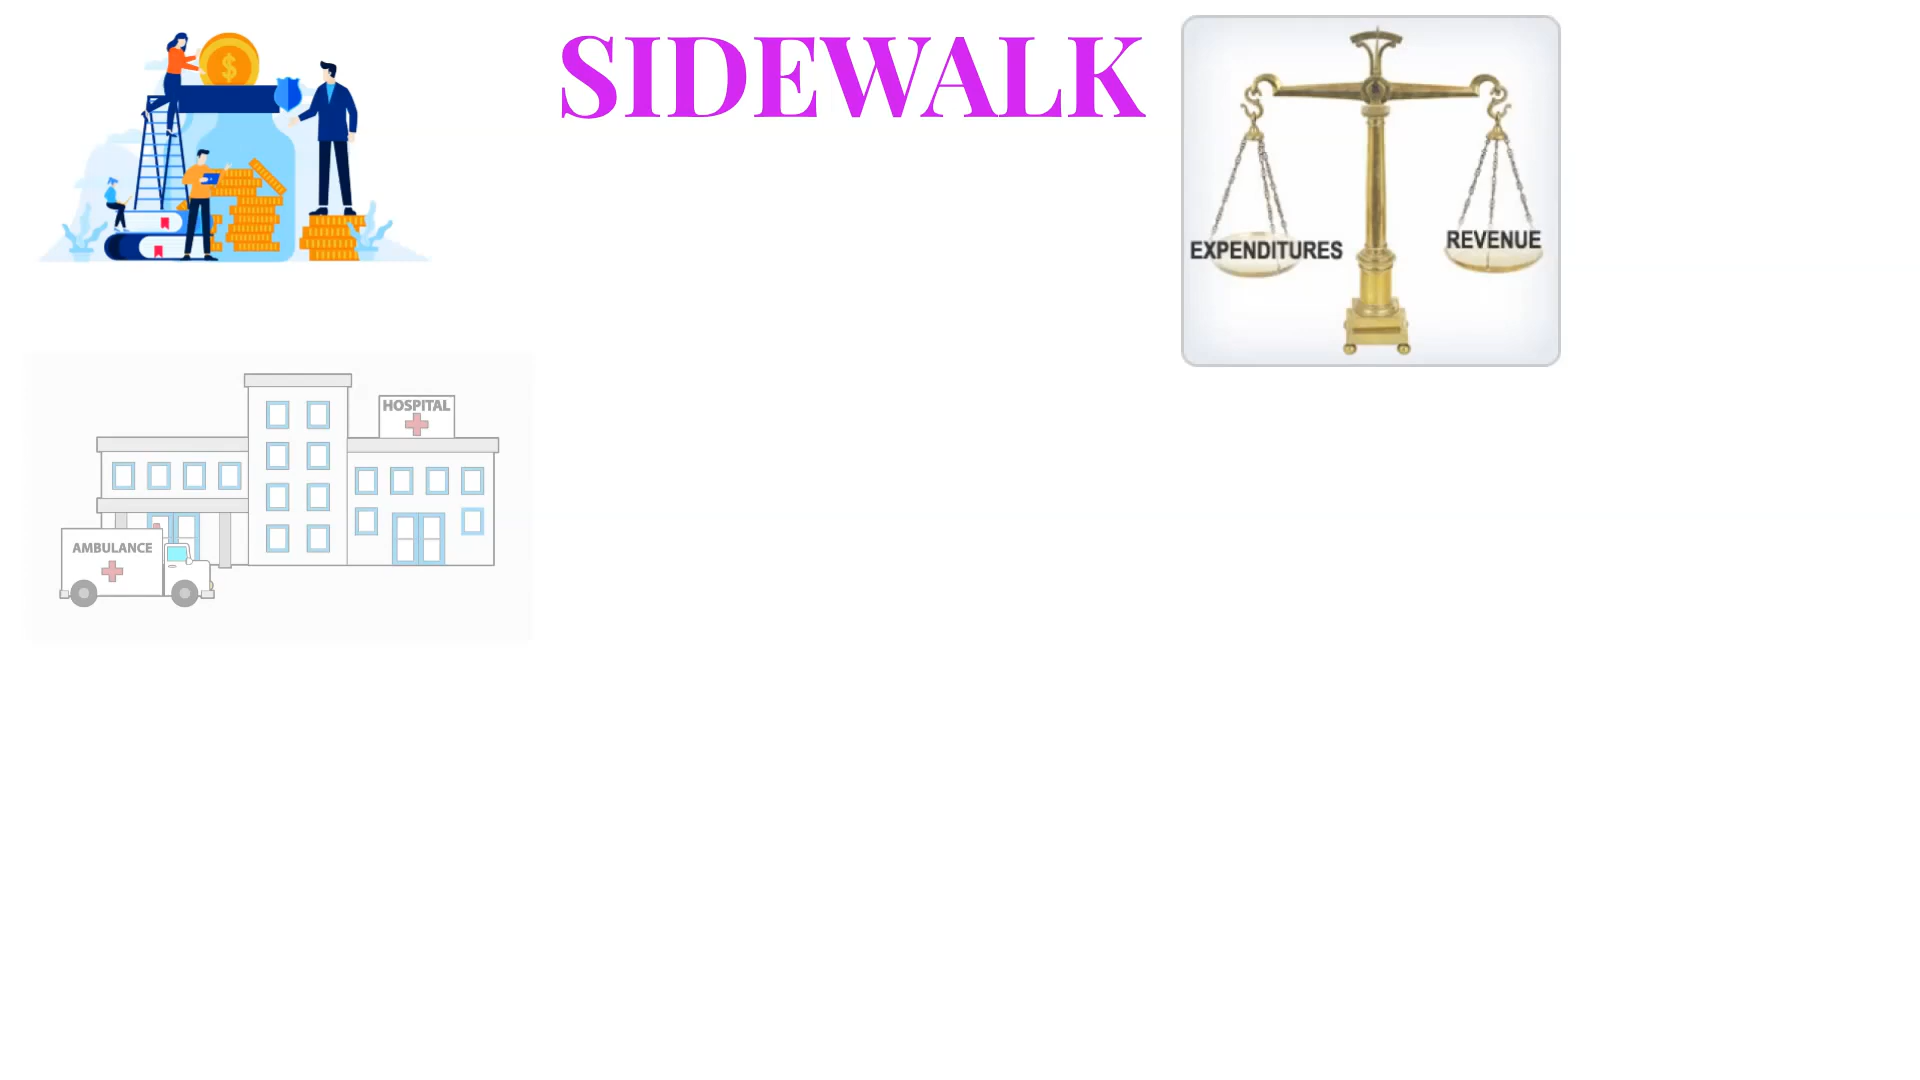 SIDEWALK
$
EXPENDITURES
REVENUE
HOSPITAL
AMBULANCE